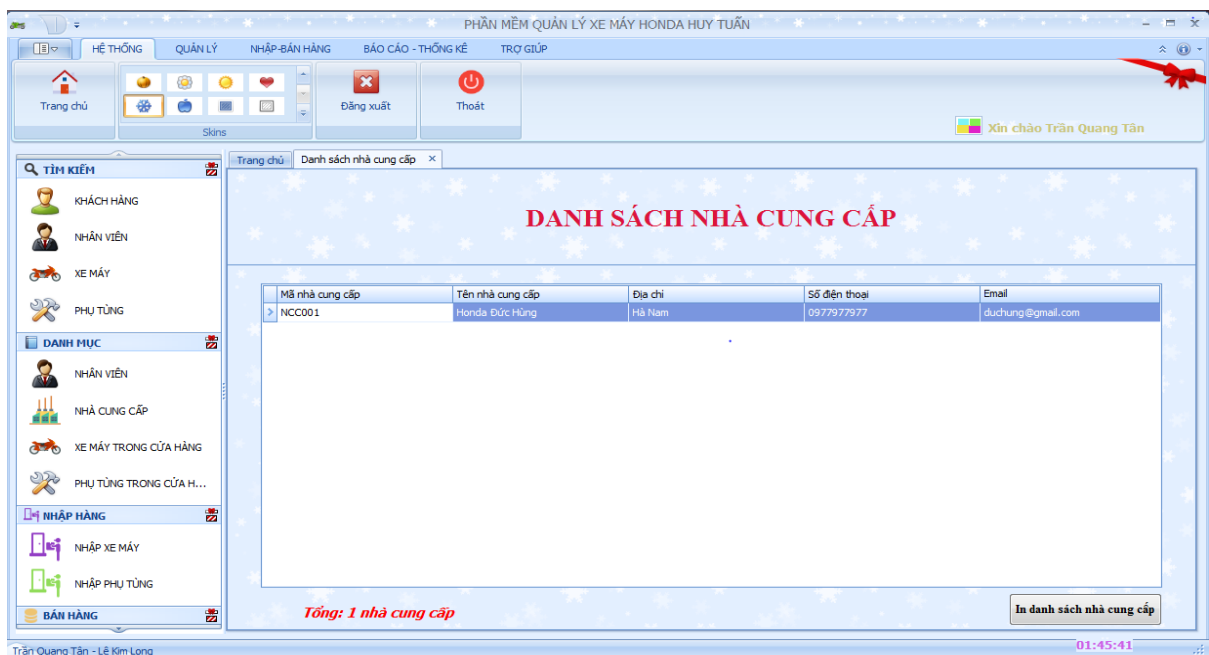 PHẦN MỀM QUẢN LÝ XE MÁY HONDA HUY TUẤN
HỆ THỐNG QUẢN LÝ NHẬP-BÁN HÀNG BÁO CÁO - THỐNG KÊ TRỢ GIÚP
Trang chủ Đăng xuất Thoát
Skins
Xin chào Trần Quang Tân
TÌM KIẾM
KHÁCH HÀNG
NHÂN VIÊN
XE MÁY
PHỤ TÙNG
DANH MỤC
NHÂN VIÊN
NHÀ CUNG CẤP
XE MÁY TRONG CỬA HÀNG
PHỤ TÙNG TRONG CỬA H...
NHẬP HÀNG
NHẬP XE MÁY
NHẬP PHỤ TÙNG
BÁN HÀNG
Trang chủ Danh sách nhà cung cấp
DANH SÁCH NHÀ CUNG CẤP
Mã nhà cung cấp Tên nhà cung cấp Địa chỉ Số điện thoại Email
NCC001 Honda Đức Hùng Hà Nam 0977977977 duchung@gmail.com
Tổng: 1 nhà cung cấp
In danh sách nhà cung cấp
01:45:41
Trần Quang Tân - Lê Kim Long